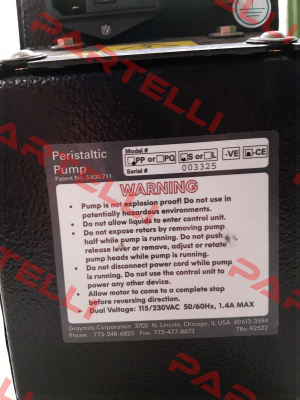 PARTELLI
Peristaltic
Pump
Patent No. 5,630,711
Model #
PP or PQ S or L -VE -CE
Serial #
003325
WARNING
• Pump is not explosion proof! Do not use in
potentially hazardous environments.
• Do not allow liquids to enter control unit.
• Do not expose rotors by removing pump
half while pump is running. Do not push
release lever or remove, adjust or rotate
pump heads while pump is running.
• Do not disconnect power cord while pump
is running. Do not use the control unit to
power any other device.
• Allow motor to come to a complete stop
before reversing direction.
Dual Voltage: 115/230VAC 50/60Hz, 1.4A MAX
Graymills Corporation 3705 N. Lincoln, Chicago, IL USA 60613-3594
Phone: 773-248-6825 Fax: 773-477-8673 786-92522